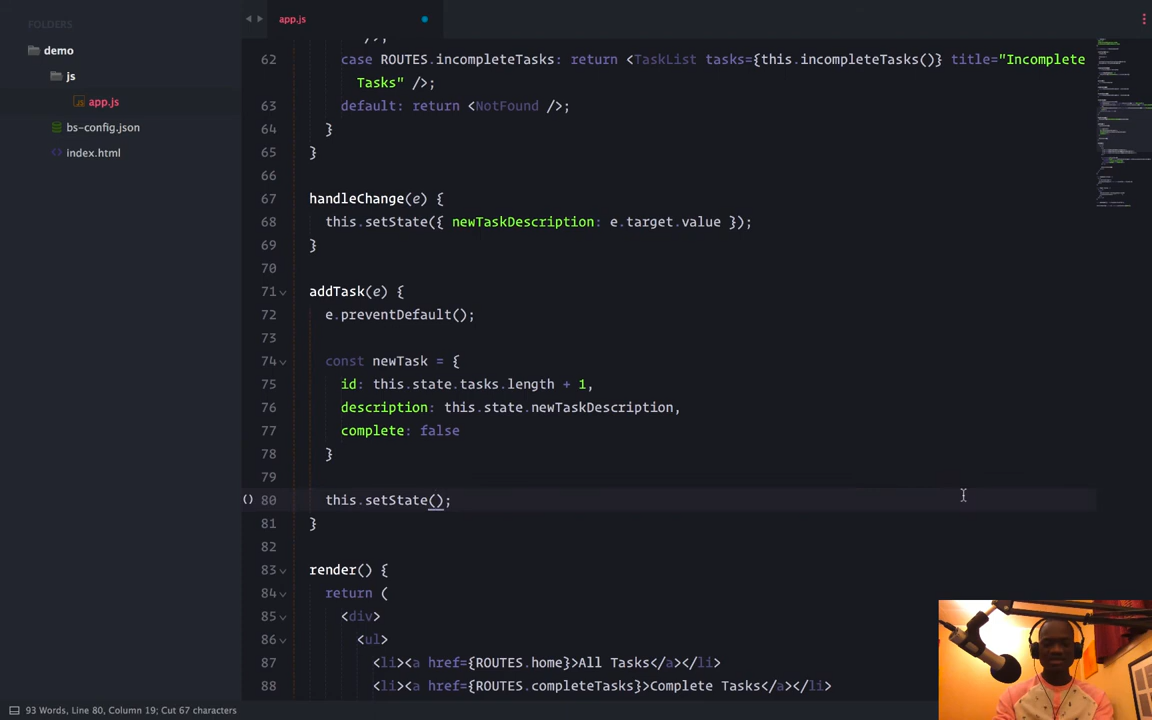 FOLDERS
demo
js
app.js
bs-config.json
index.html
app.js
/>;
62 case ROUTES.incompleteTasks: return <TaskList tasks={this.incompleteTasks()} title="Incomplete
Tasks" />;
63 default: return <NotFound />;
64 }
65 }
66
67 handleChange(e) {
68 this.setState({ newTaskDescription: e.target.value });
69 }
70
71 addTask(e) {
72 e.preventDefault();
73
74 const newTask = {
75 id: this.state.tasks.length + 1,
76 description: this.state.newTaskDescription,
77 complete: false
78 }
79
() 80 this.setState();
81 }
82
83 render() {
84 return (
85 <div>
86 <ul>
87 <li><a href={ROUTES.home}>All Tasks</a></li>
88 <li><a href={ROUTES.completeTasks}>Complete Tasks</a></li>
93 Words, Line 80, Column 19; Cut 67 characters